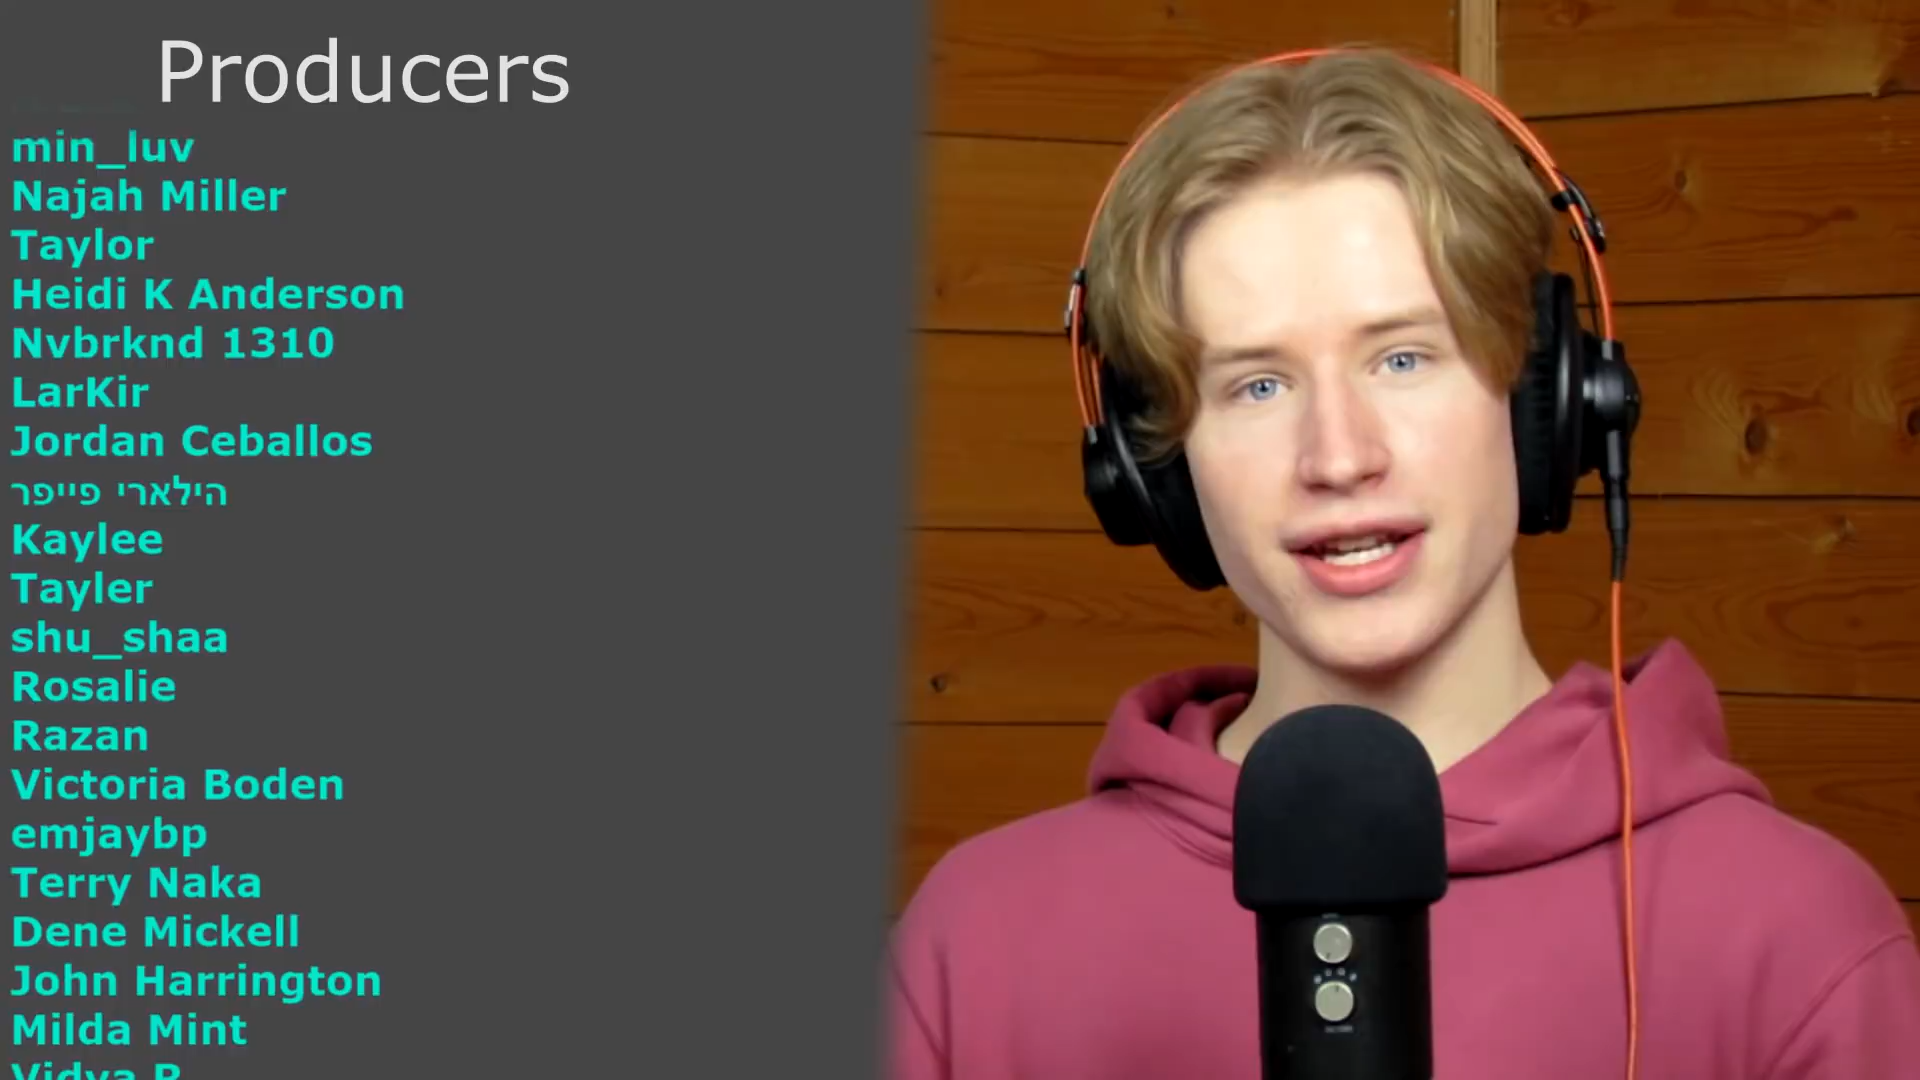 Producers
min_luv
Najah Miller
Taylor
Heidi K Anderson
Nvbrknd 1310
LarKir
Jordan Ceballos
הילארי פייפר
Kaylee
Tayler
shu_shaa
Rosalie
Razan
Victoria Boden
emjaybp
Terry Naka
Dene Mickell
John Harrington
Milda Mint
Vidya R